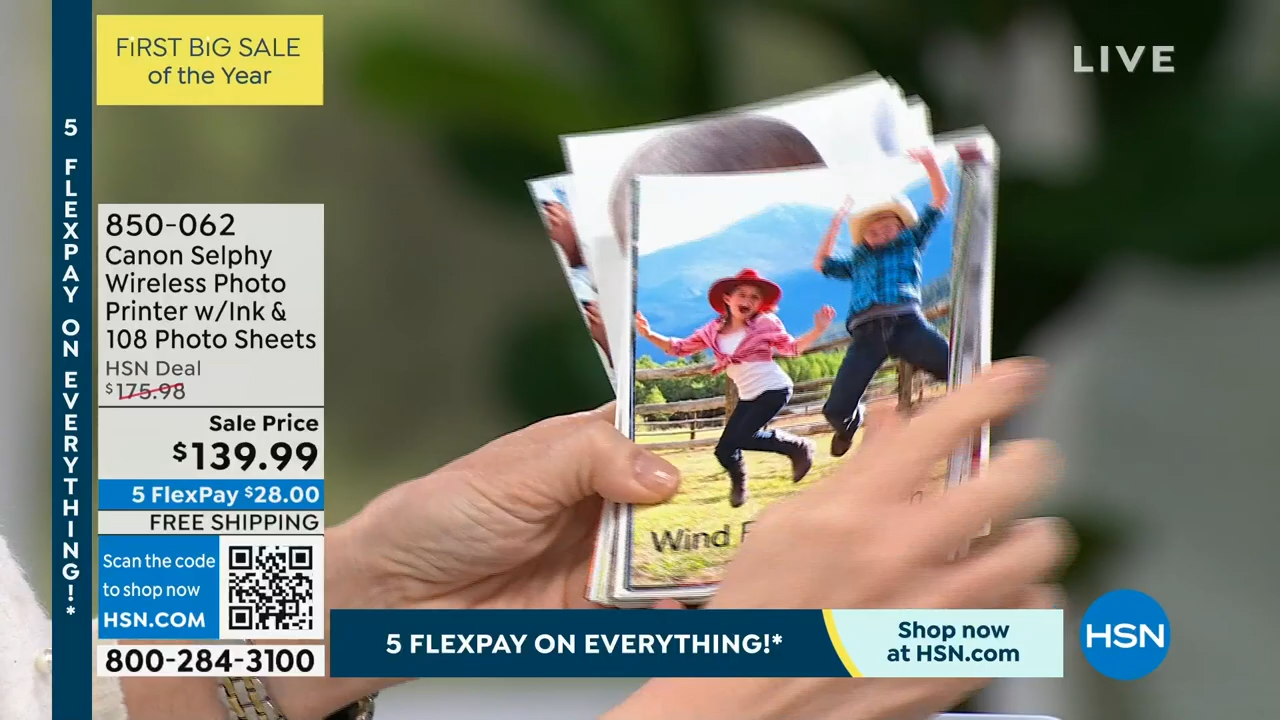 FiRST BiG SALE
of the Year
LIVE
5 FLEXPAY ON EVERYTHING!*
850-062
Canon Selphy
Wireless Photo
Printer w/Ink &
108 Photo Sheets
HSN Deal
$175.98
Sale Price
$139.99
5 FlexPay $28.00
FREE SHIPPING
Scan the code
to shop now
HSN.COM
800-284-3100
Wind
5 FLEXPAY ON EVERYTHING!*
Shop now
at HSN.com
HSN